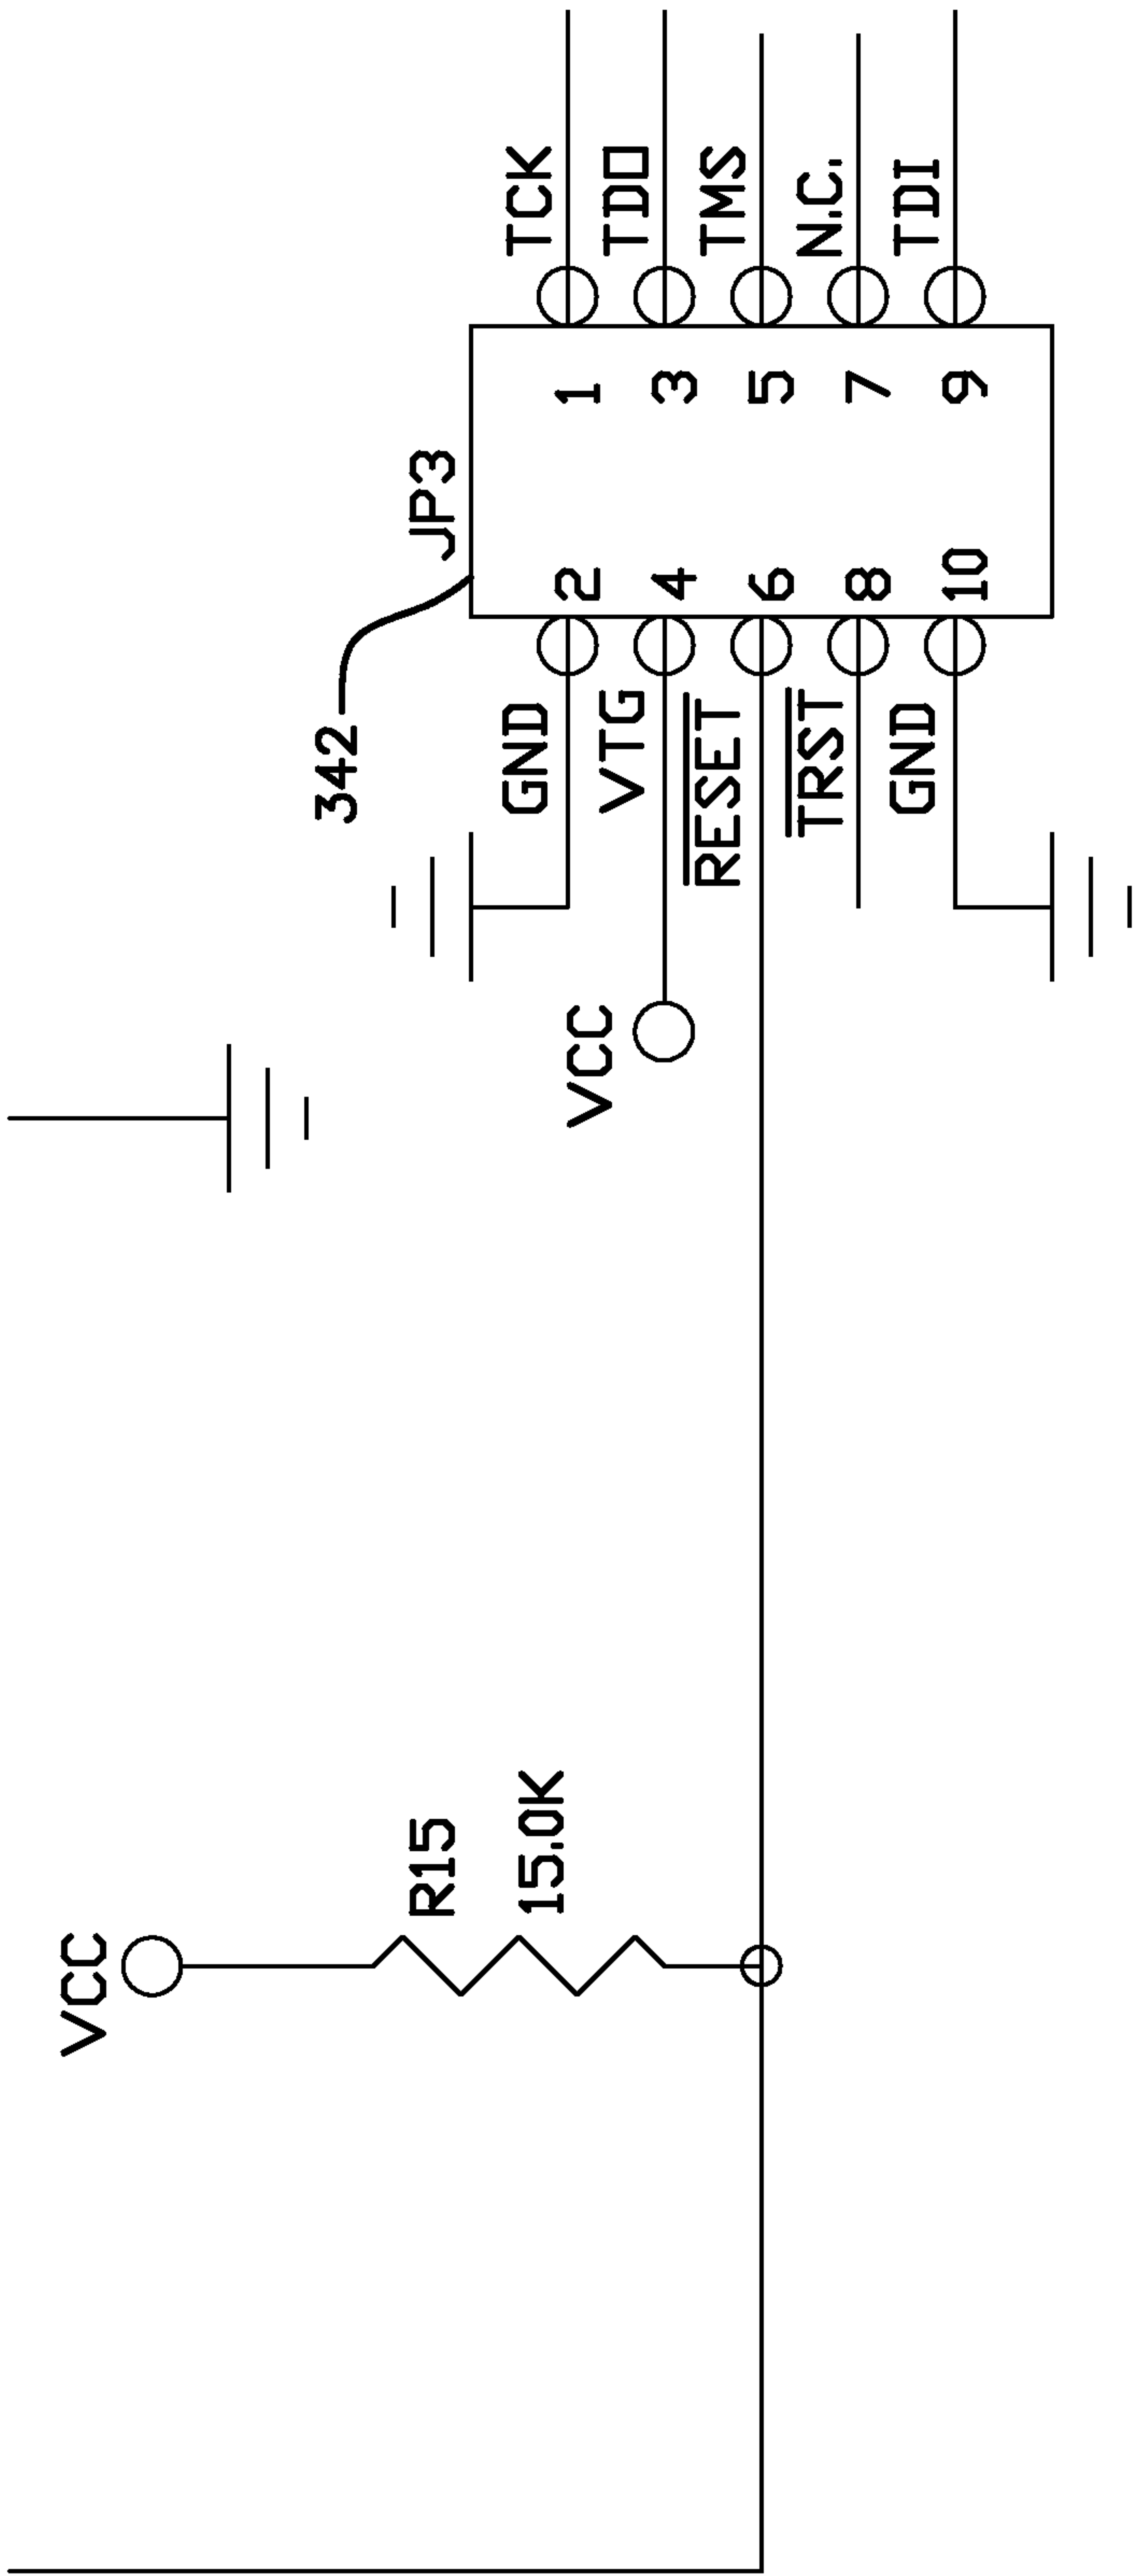 342
JP3
TCK
TDO
TMS
N.C.
TDI
1
3
5
7
9
2
4
6
8
10
GND
VTG
RESET
TRST
GND
VCC
VCC
R15
15.0K